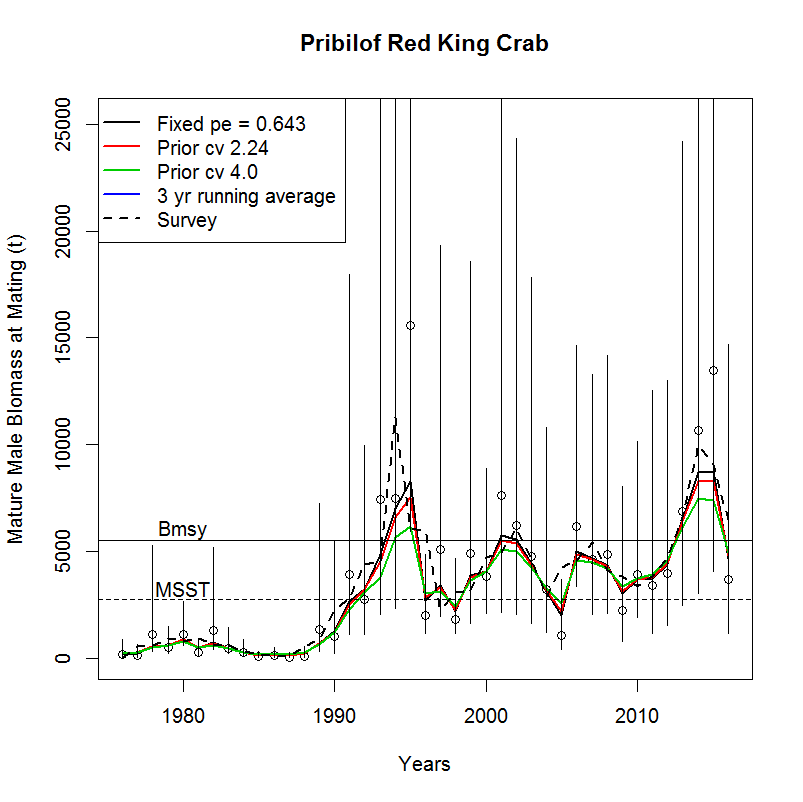 Pribilof Red King Crab
Fixed pe = 0.643
Prior cv 2.24
Prior cv 4.0
3 yr running average
Survey
Mature Male Biomass at Mating (t)
25000
20000
15000
10000
5000
0
Bmsy
MSST
1980
1990
2000
2010
Years